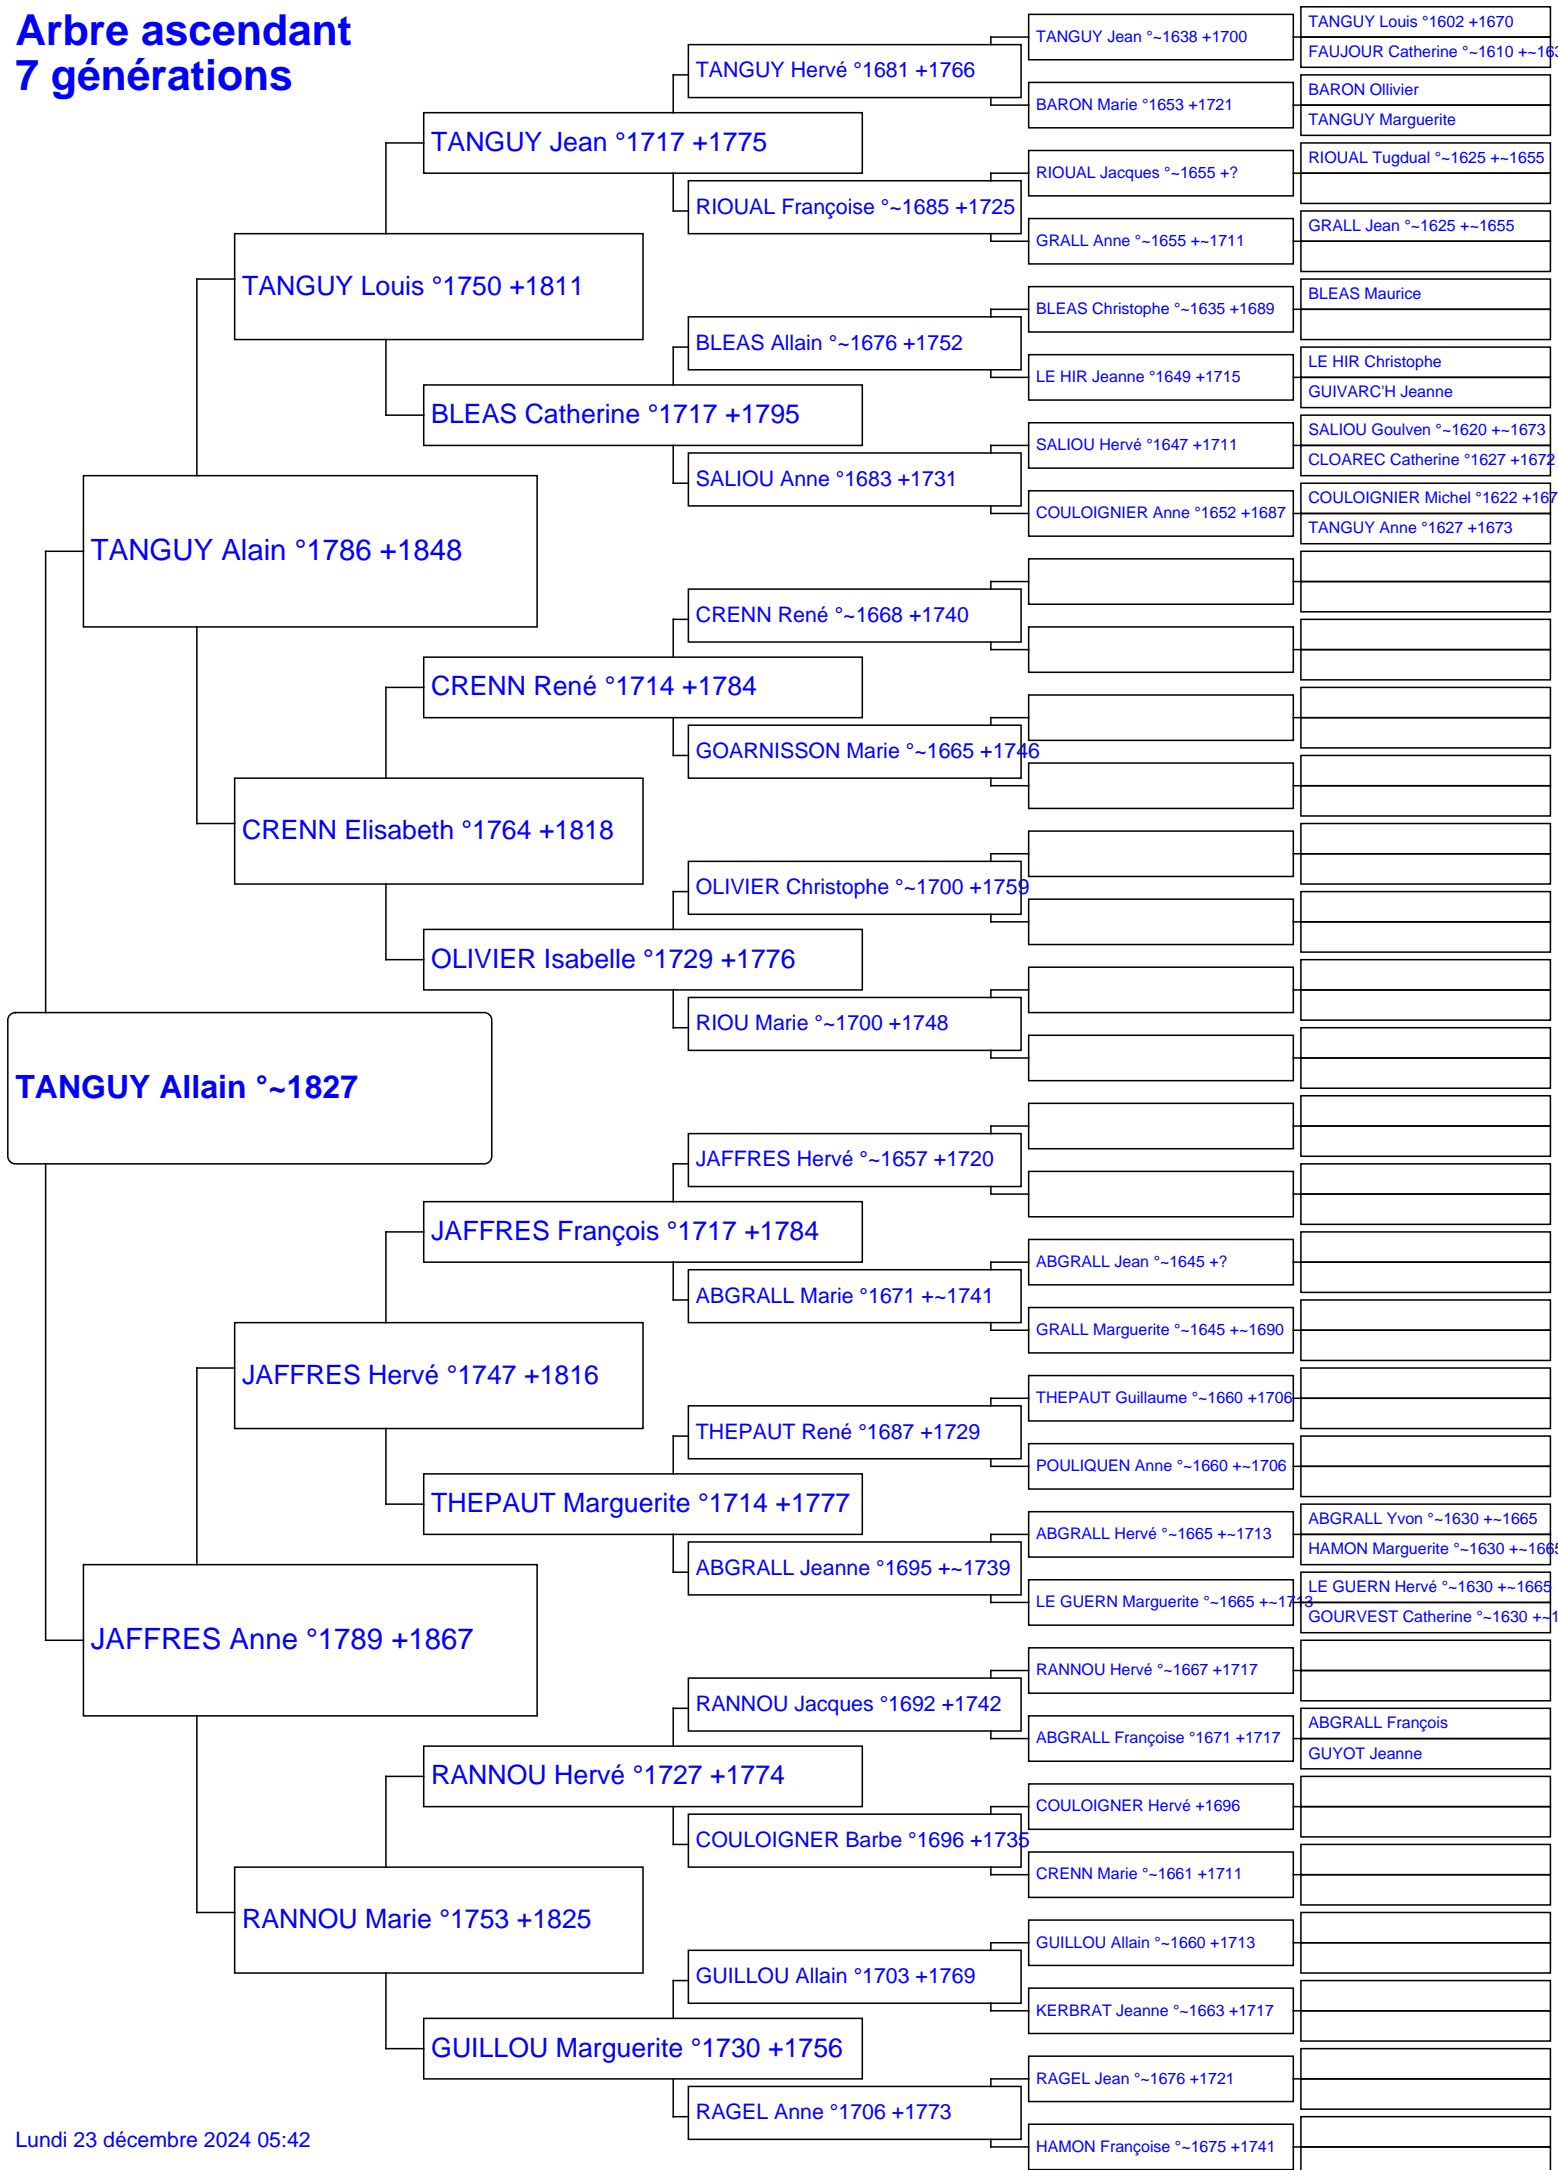 Arbre ascendant
7 générations
TANGUY Allain °~1827
TANGUY Alain °1786 +1848
JAFFRES Anne °1789 +1867
TANGUY Louis °1750 +1811
CRENN Elisabeth °1764 +1818
JAFFRES Hervé °1747 +1816
RANNOU Marie °1753 +1825
TANGUY Jean °1717 +1775
BLEAS Catherine °1717 +1795
CRENN René °1714 +1784
OLIVIER Isabelle °1729 +1776
JAFFRES François °1717 +1784
THEPAUT Marguerite °1714 +1777
RANNOU Hervé °1727 +1774
GUILLOU Marguerite °1730 +1756
TANGUY Hervé °1681 +1766
RIOUAL Françoise °~1685 +1725
BLEAS Allain °~1676 +1752
SALIOU Anne °1683 +1731
CRENN René °~1668 +1740
GOARNISSON Marie °~1665 +1746
OLIVIER Christophe °~1700 +1759
RIOU Marie °~1700 +1748
JAFFRES Hervé °~1657 +1720
ABGRALL Marie °1671 +~1741
THEPAUT René °1687 +1729
ABGRALL Jeanne °1695 +~1739
RANNOU Jacques °1692 +1742
COULOIGNER Barbe °1696 +1735
GUILLOU Allain °1703 +1769
RAGEL Anne °1706 +1773
TANGUY Jean °~1638 +1700
BARON Marie °1653 +1721
RIOUAL Jacques °~1655 +?
GRALL Anne °~1655 +~1711
BLEAS Christophe °~1635 +1689
LE HIR Jeanne °1649 +1715
SALIOU Hervé °1647 +1711
COULOIGNIER Anne °1652 +1687
ABGRALL Jean °~1645 +?
GRALL Marguerite °~1645 +~1690
THEPAUT Guillaume °~1660 +1706
POULIQUEN Anne °~1660 +~1706
ABGRALL Hervé °~1665 +~1713
LE GUERN Marguerite °~1665 +~1713
RANNOU Hervé °~1667 +1717
ABGRALL Françoise °1671 +1717
COULOIGNER Hervé +1696
CRENN Marie °~1661 +1711
GUILLOU Allain °~1660 +1713
KERBRAT Jeanne °~1663 +1717
RAGEL Jean °~1676 +1721
HAMON Françoise °~1675 +1741
TANGUY Louis °1602 +1670
FAUJOUR Catherine °~1610 +~163
BARON Ollivier
TANGUY Marguerite
RIOUAL Tugdual °~1625 +~1655
GRALL Jean °~1625 +~1655
BLEAS Maurice
LE HIR Christophe
GUIVARC'H Jeanne
SALIOU Goulven °~1620 +~1673
CLOAREC Catherine °1627 +1672
COULOIGNIER Michel °1622 +167
TANGUY Anne °1627 +1673
ABGRALL Yvon °~1630 +~1665
HAMON Marguerite °~1630 +~1665
LE GUERN Hervé °~1630 +~1665
GOURVEST Catherine °~1630 +~1
ABGRALL François
GUYOT Jeanne
Lundi 23 décembre 2024 05:42